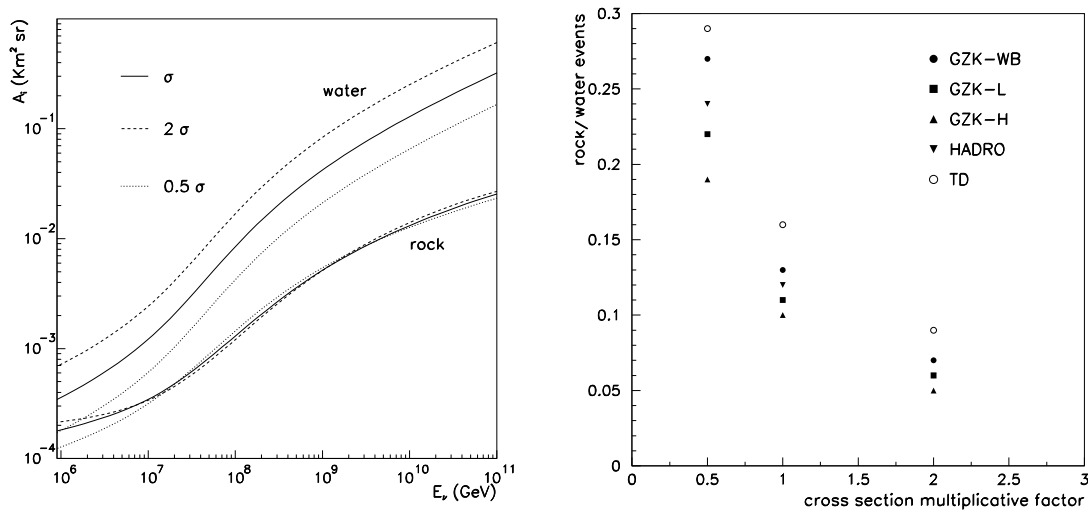 A_i (Km² sr)
σ
2 σ
0.5 σ
water
rock
10⁻¹
10⁻²
10⁻³
10⁻⁴
10⁶ 10⁷ 10⁸ 10⁹ 10¹⁰ 10¹¹
E_ν (GeV)
rock/water events
0.3
0.25
0.2
0.15
0.1
0.05
0
GZK-WB
GZK-L
GZK-H
HADRO
TD
0 0.5 1 1.5 2 2.5 3
cross section multiplicative factor